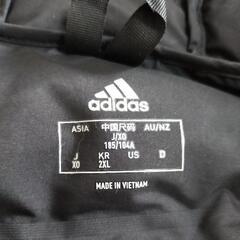 adidas
ASIA 中国尺码 AU/NZ
J/XO
185/104A
J KR US D
XO 2XL
MADE IN VIETNAM